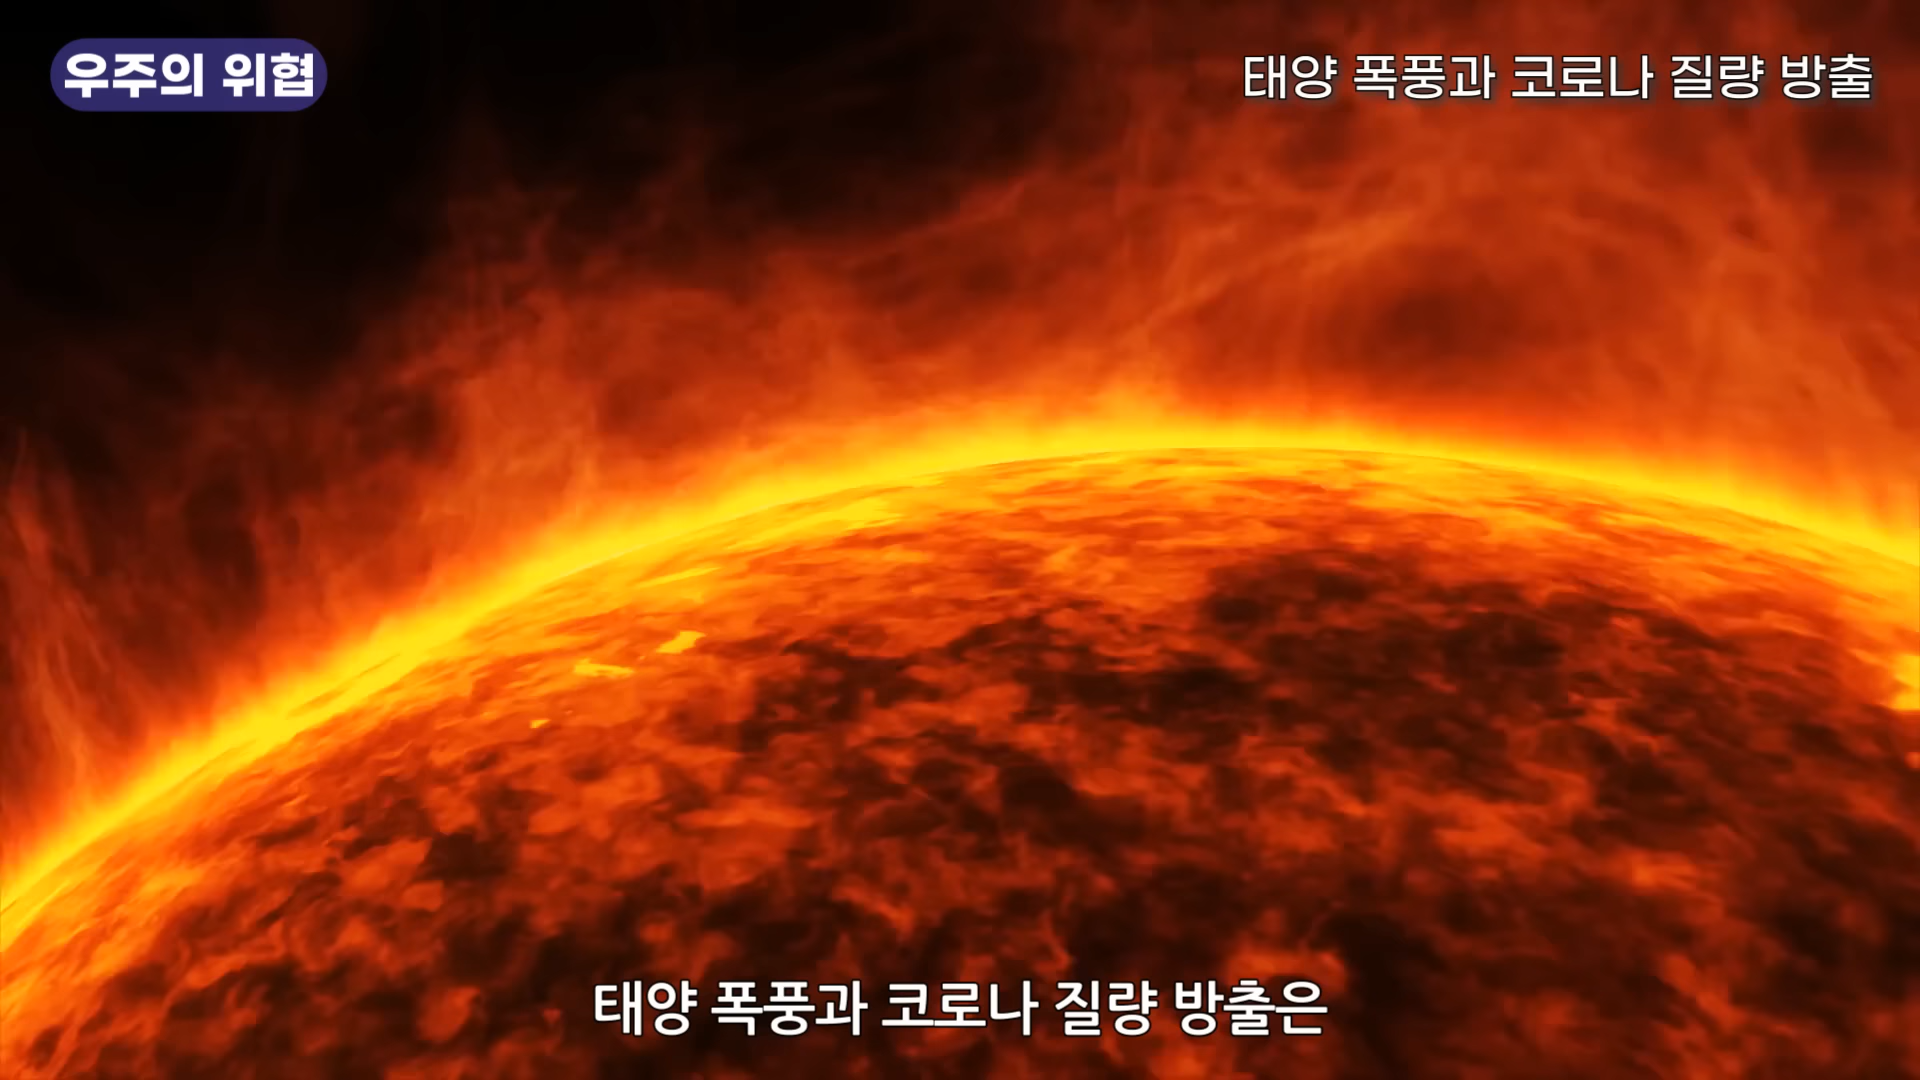 우주의 위협
태양 폭풍과 코로나 질량 방출
태양 폭풍과 코로나 질량 방출은